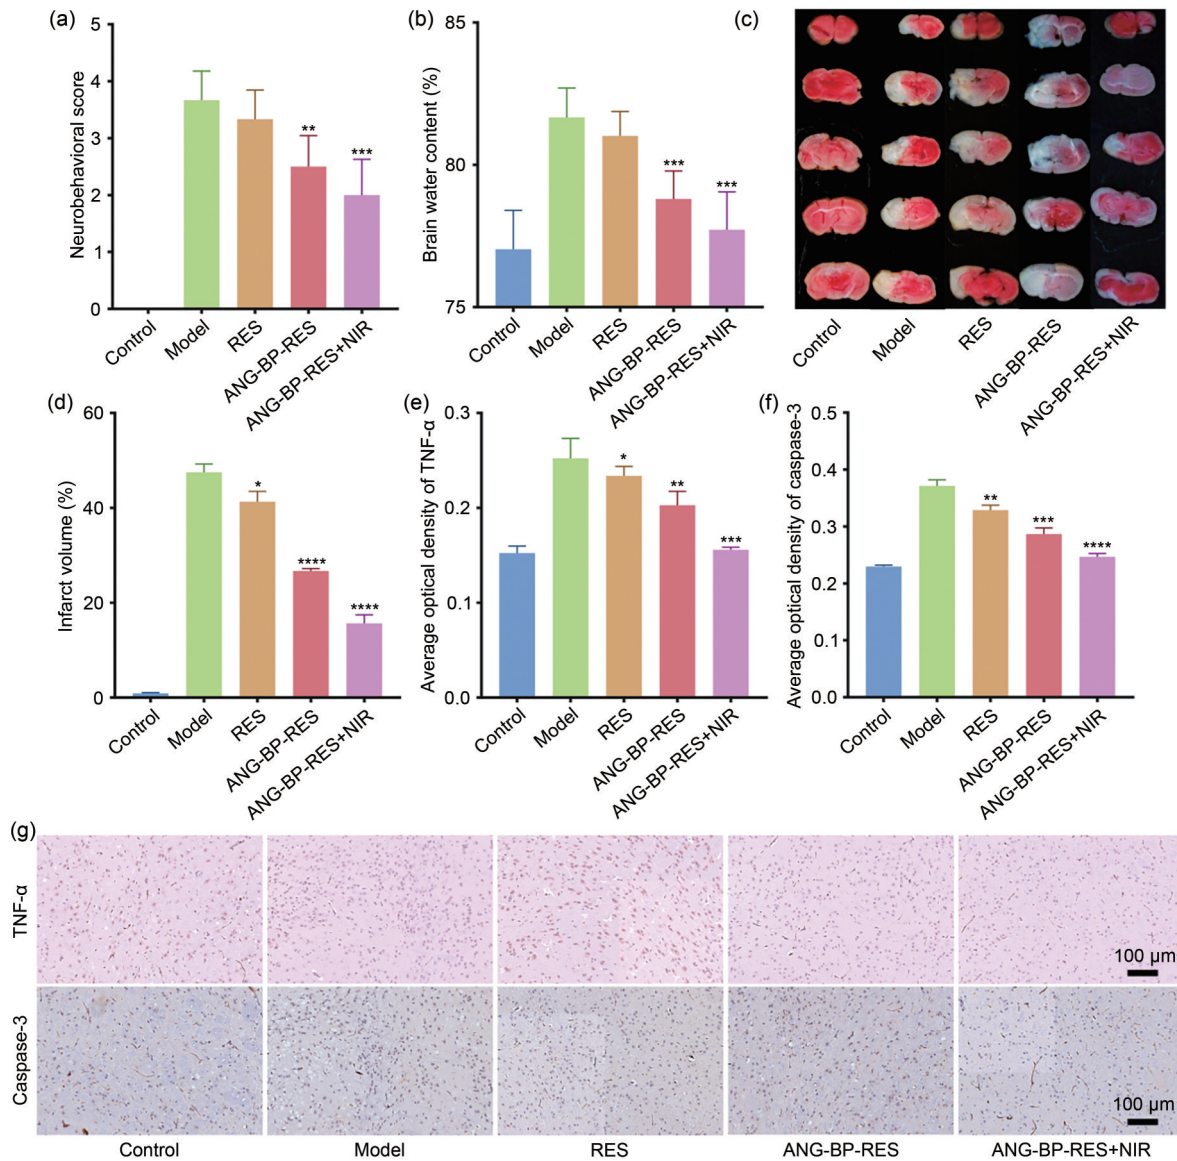 (a)
Neurobehavioral score
5
4
3
2
1
0
**
***
Control
Model
RES
ANG-BP-RES
ANG-BP-RES+NIR
(b)
Brain water content (%)
85
80
75
***
***
Control
Model
RES
ANG-BP-RES
ANG-BP-RES+NIR
(c)
Control
Model
RES
ANG-BP-RES
ANG-BP-RES+NIR
(d)
Infarct volume (%)
60
40
20
0
*
****
****
Control
Model
RES
ANG-BP-RES
ANG-BP-RES+NIR
(e)
Average optical density of TNF-α
0.3
0.2
0.1
0.0
*
**
***
Control
Model
RES
ANG-BP-RES
ANG-BP-RES+NIR
(f)
Average optical density of caspase-3
0.5
0.4
0.3
0.2
0.1
0.0
**
***
****
Control
Model
RES
ANG-BP-RES
ANG-BP-RES+NIR
(g)
TNF-α
100 μm
Caspase-3
100 μm
Control
Model
RES
ANG-BP-RES
ANG-BP-RES+NIR